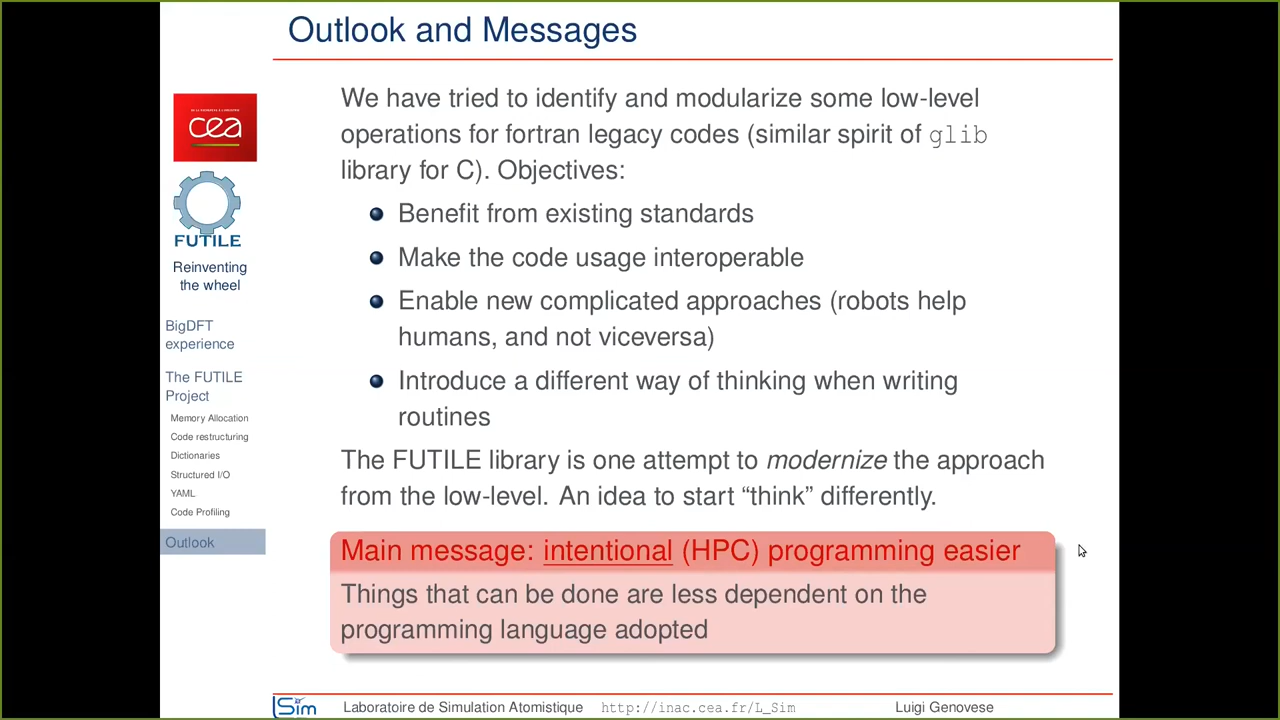 Outlook and Messages
cea
FUTILE
Reinventing
the wheel
BigDFT
experience
The FUTILE
Project
Memory Allocation
Code restructuring
Dictionaries
Structured I/O
YAML
Code Profiling
Outlook
We have tried to identify and modularize some low-level
operations for fortran legacy codes (similar spirit of glib
library for C). Objectives:
Benefit from existing standards
Make the code usage interoperable
Enable new complicated approaches (robots help
humans, and not viceversa)
Introduce a different way of thinking when writing
routines
The FUTILE library is one attempt to modernize the approach
from the low-level. An idea to start “think” differently.
Main message: intentional (HPC) programming easier
Things that can be done are less dependent on the
programming language adopted
Sim Laboratoire de Simulation Atomistique http://inac.cea.fr/L_Sim Luigi Genovese